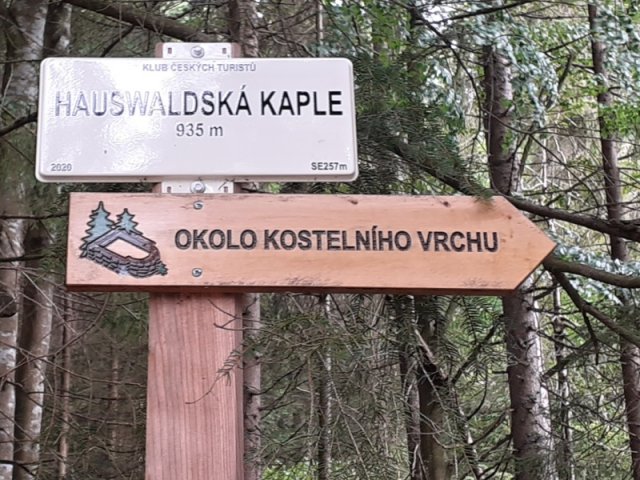 KLUB ČESKÝCH TURISTŮ
HAUSWALDSKÁ KAPLE
935 m
2020 SE257m
OKOLO KOSTELNÍHO VRCHU